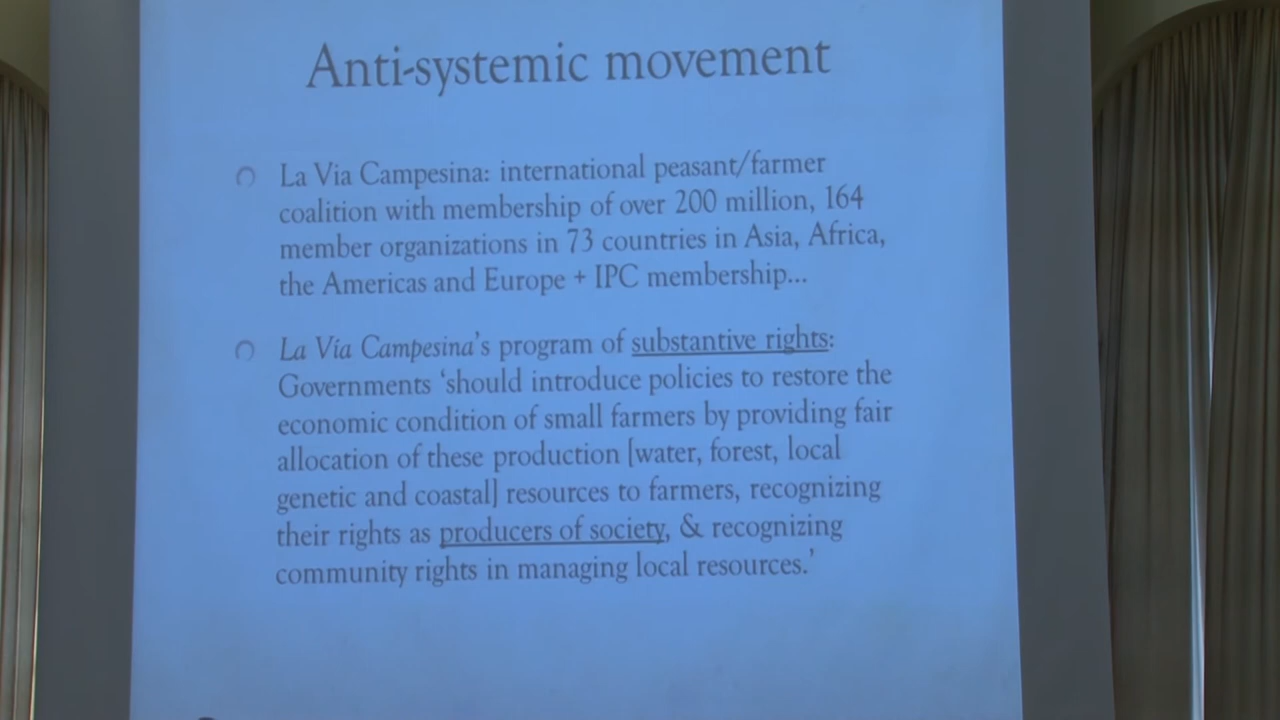 Anti-systemic movement
La Via Campesina: international peasant/farmer
coalition with membership of over 200 million, 164
member organizations in 73 countries in Asia, Africa,
the Americas and Europe + IPC membership...
La Vía Campesina's program of substantive rights:
Governments 'should introduce policies to restore the
economic condition of small farmers by providing fair
allocation of these production [water, forest, local
genetic and coastal] resources to farmers, recognizing
their rights as producers of society, & recognizing
community rights in managing local resources.'